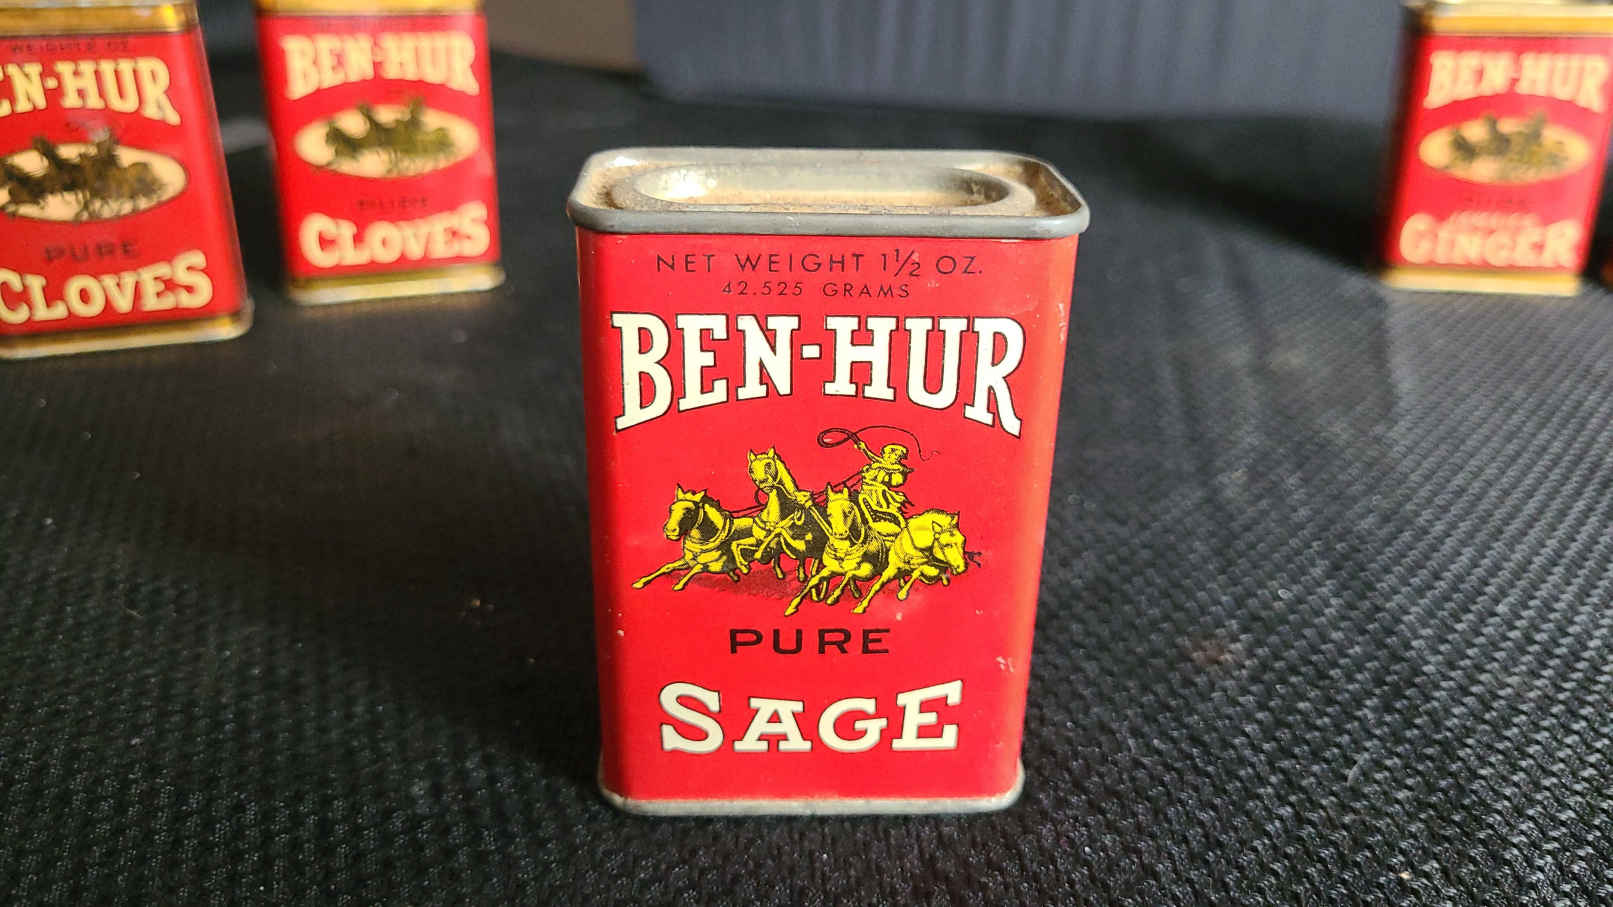 NET WEIGHT 1½ OZ.
42.525 GRAMS
BEN-HUR
PURE
SAGE
EN-HUR
PURE
CLOVES
BEN-HUR
CLOVES
BEN-HUR
GINGER